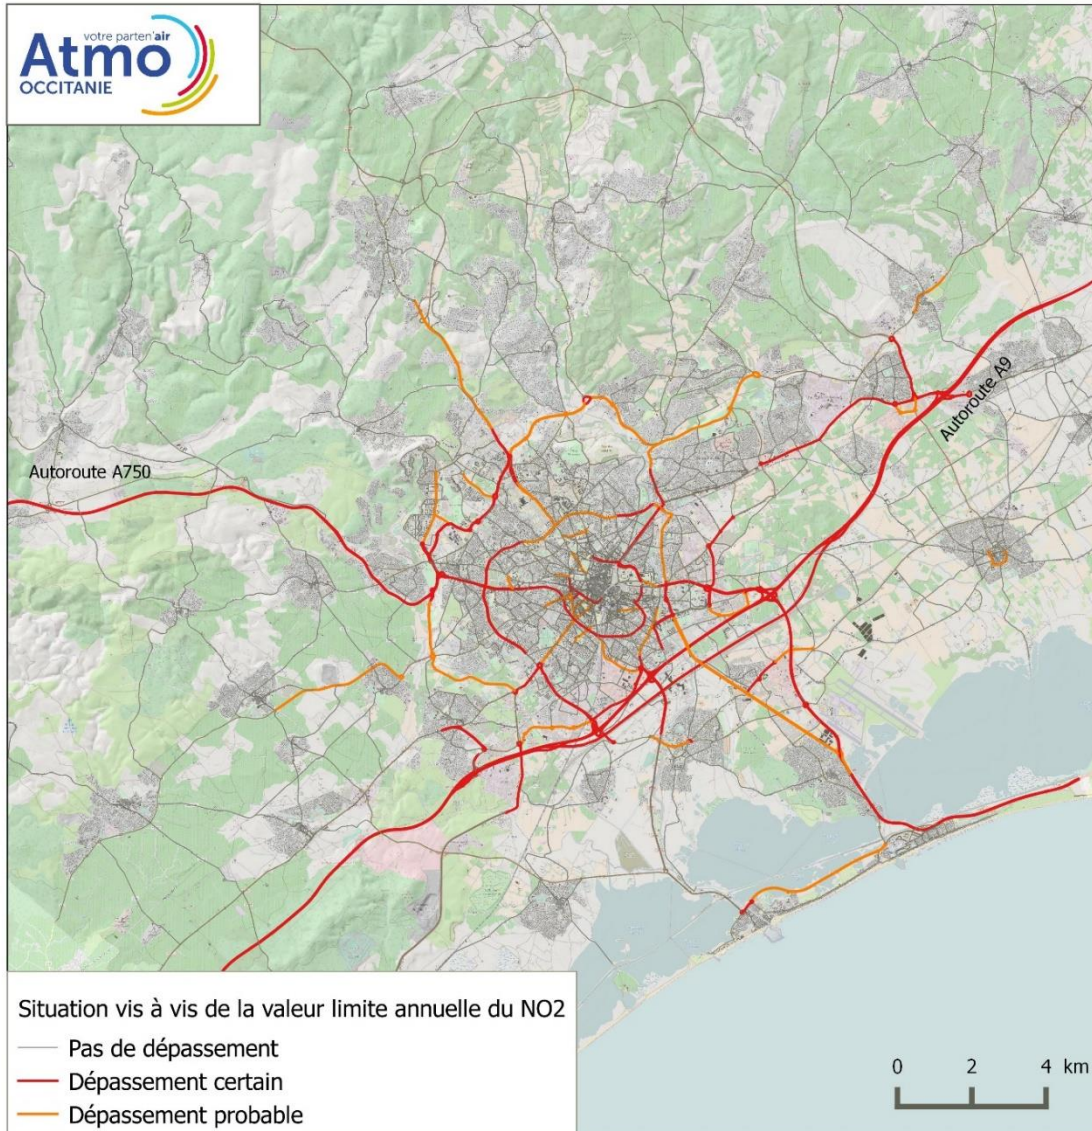 votre parten'air
Atmo
OCCITANIE
Autoroute A9
Autoroute A750
Situation vis à vis de la valeur limite annuelle du NO2
Pas de dépassement
Dépassement certain
Dépassement probable
0 2 4 km